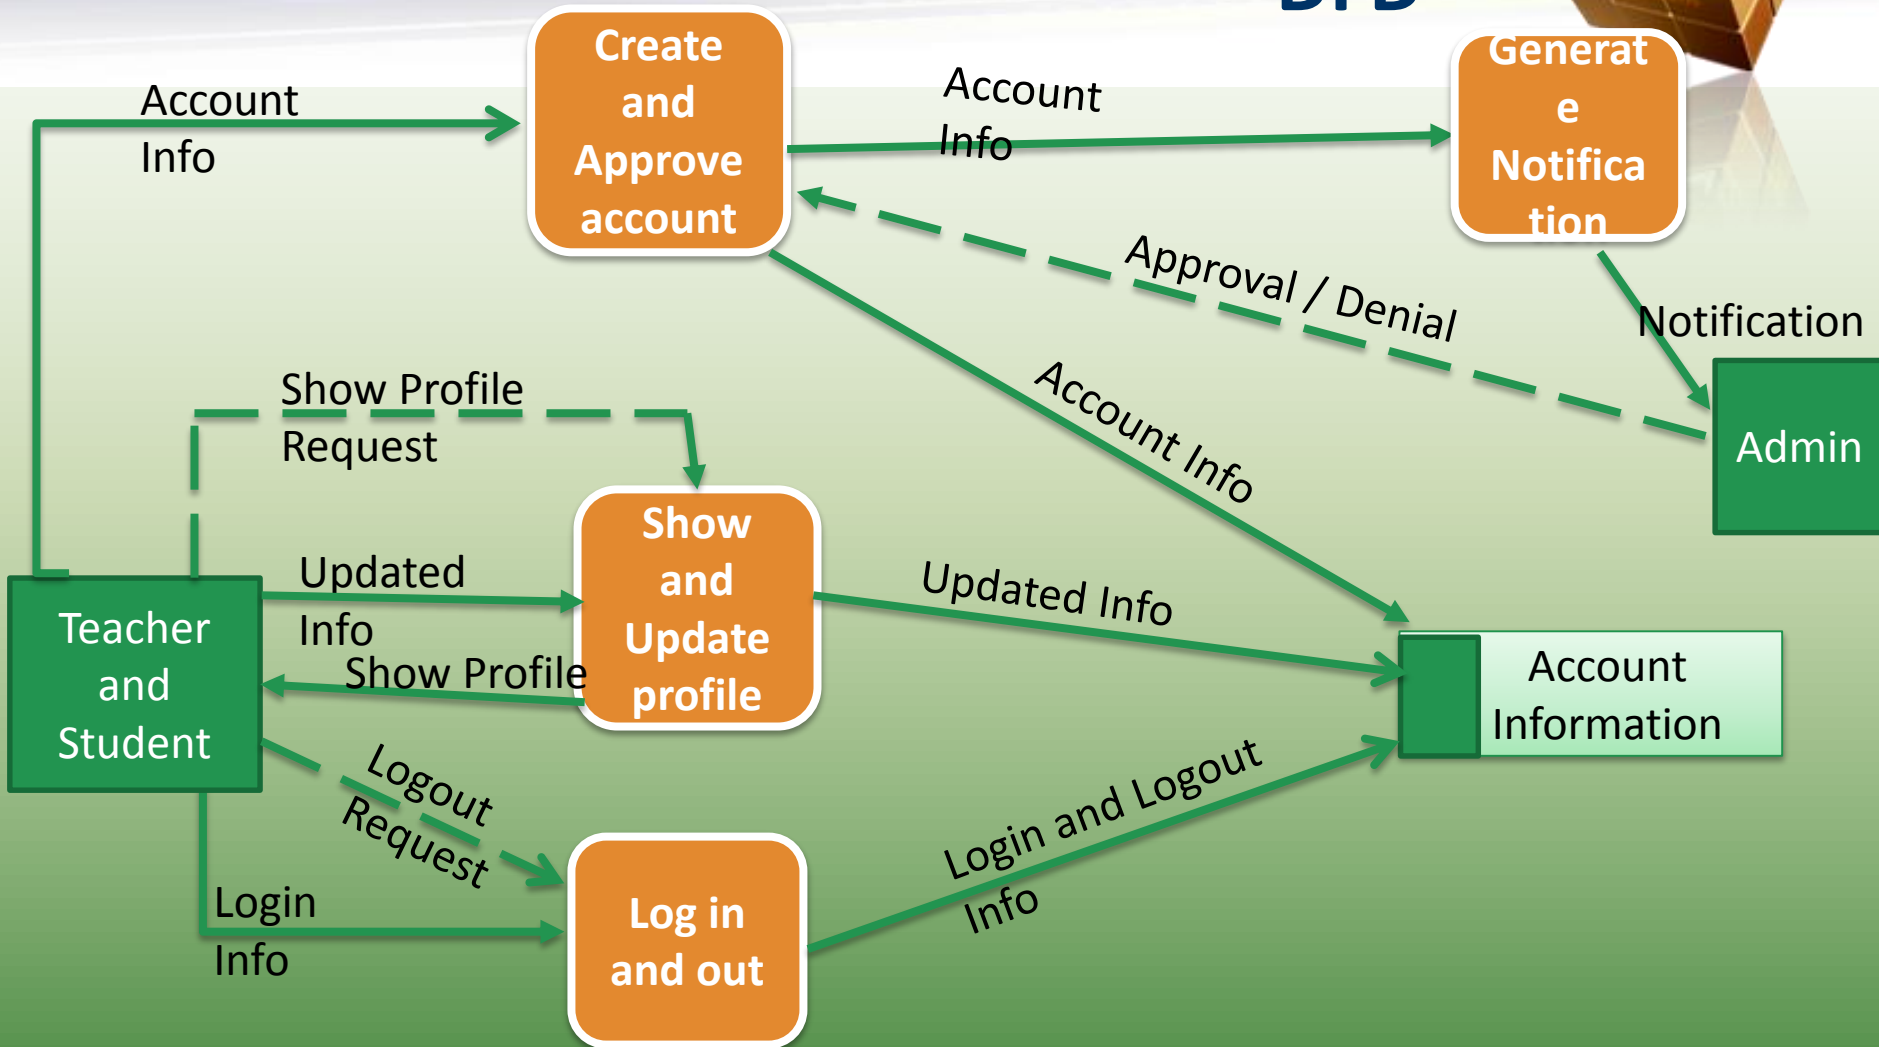 DFD
Create
and
Approve
account
Generat
e
Notifica
tion
Account
Info
Account
Info
Approval / Denial
Notification
Admin
Account Info
Show Profile
Request
Show
and
Update
profile
Updated
Info
Show Profile
Updated Info
Teacher
and
Student
Account
Information
Logout
Request
Login and Logout
Info
Login
Info
Log in
and out